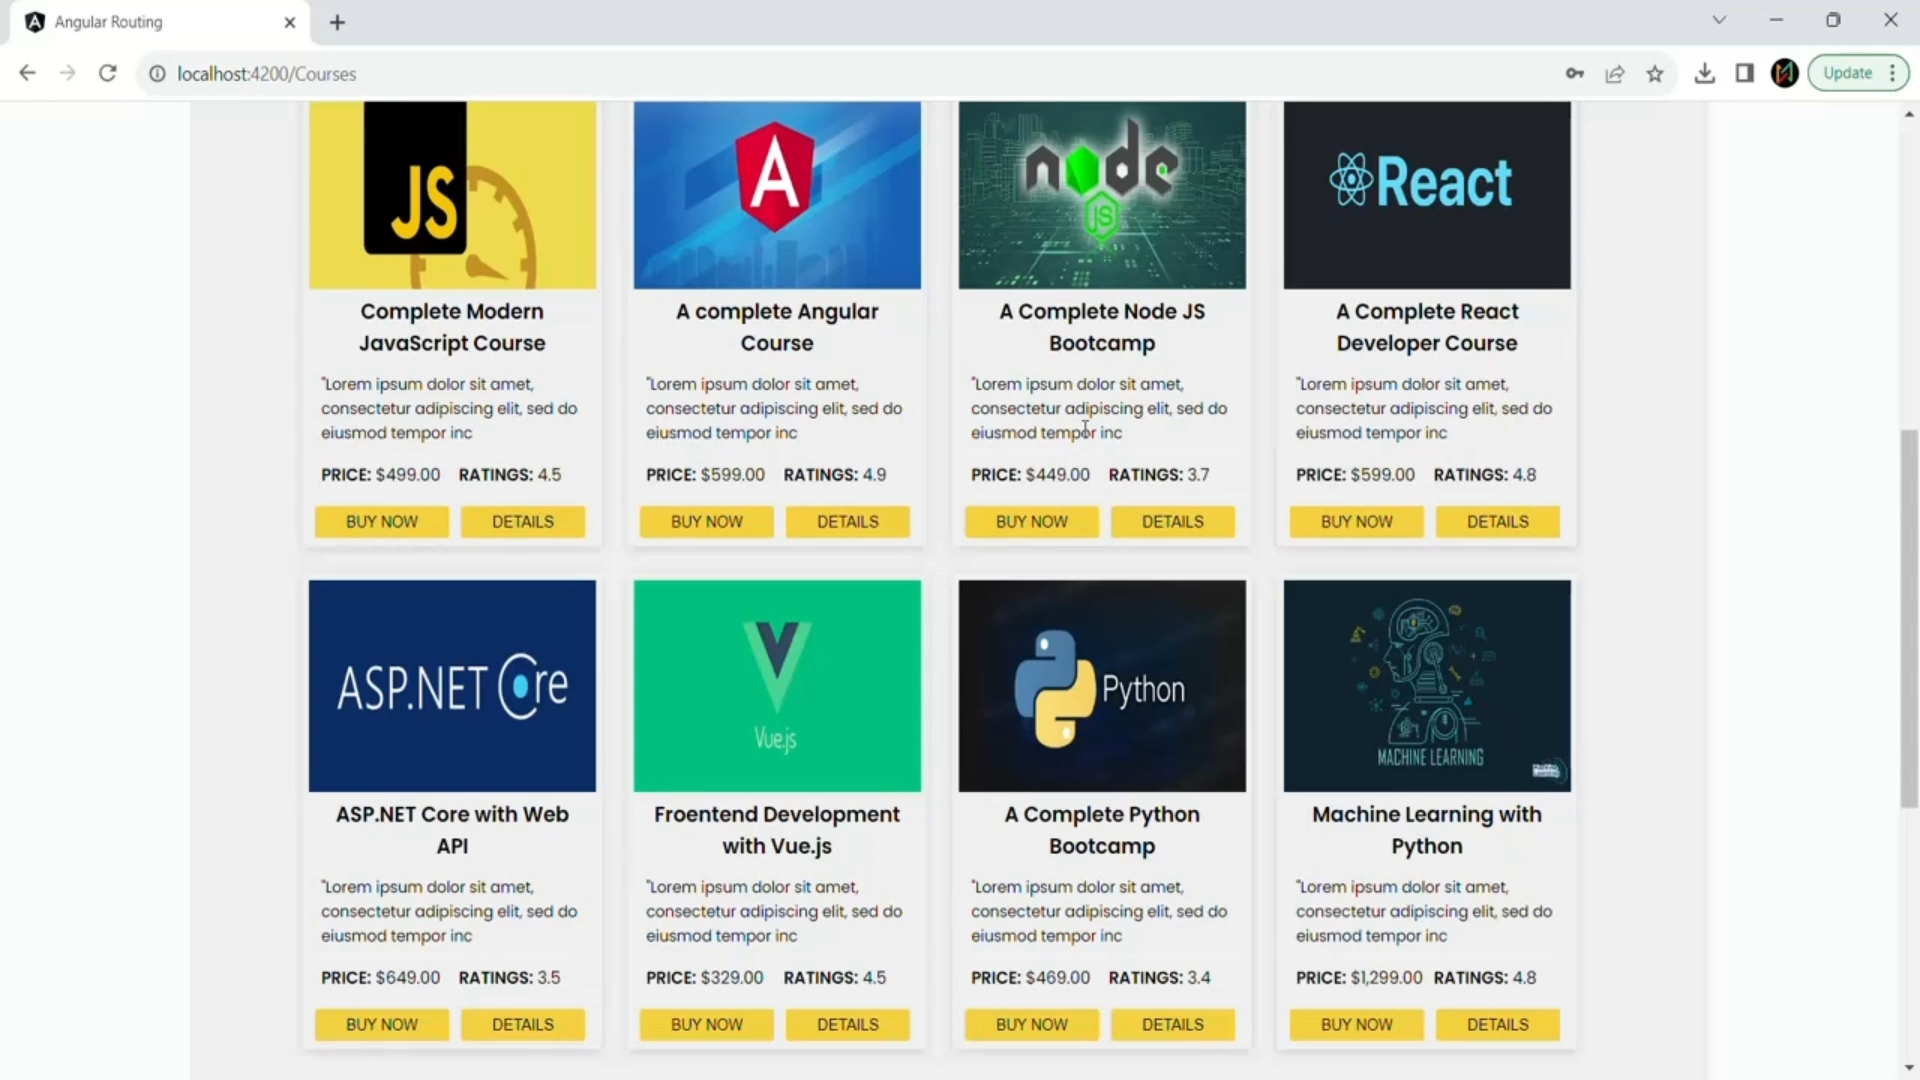 Angular Routing
localhost:4200/Courses
Update
JS
A
node
JS
React
Complete Modern
JavaScript Course
A complete Angular
Course
A Complete Node JS
Bootcamp
A Complete React
Developer Course
"Lorem ipsum dolor sit amet,
consectetur adipiscing elit, sed do
eiusmod tempor inc
"Lorem ipsum dolor sit amet,
consectetur adipiscing elit, sed do
eiusmod tempor inc
"Lorem ipsum dolor sit amet,
consectetur adipiscing elit, sed do
eiusmod tempor inc
"Lorem ipsum dolor sit amet,
consectetur adipiscing elit, sed do
eiusmod tempor inc
PRICE: $499.00 RATINGS: 4.5
PRICE: $599.00 RATINGS: 4.9
PRICE: $449.00 RATINGS: 3.7
PRICE: $599.00 RATINGS: 4.8
BUY NOW DETAILS
BUY NOW DETAILS
BUY NOW DETAILS
BUY NOW DETAILS
ASP.NET Core
Vue.js
Python
MACHINE LEARNING
ASP.NET Core with Web
API
Froentend Development
with Vue.js
A Complete Python
Bootcamp
Machine Learning with
Python
"Lorem ipsum dolor sit amet,
consectetur adipiscing elit, sed do
eiusmod tempor inc
"Lorem ipsum dolor sit amet,
consectetur adipiscing elit, sed do
eiusmod tempor inc
"Lorem ipsum dolor sit amet,
consectetur adipiscing elit, sed do
eiusmod tempor inc
"Lorem ipsum dolor sit amet,
consectetur adipiscing elit, sed do
eiusmod tempor inc
PRICE: $649.00 RATINGS: 3.5
PRICE: $329.00 RATINGS: 4.5
PRICE: $469.00 RATINGS: 3.4
PRICE: $1,299.00 RATINGS: 4.8
BUY NOW DETAILS
BUY NOW DETAILS
BUY NOW DETAILS
BUY NOW DETAILS